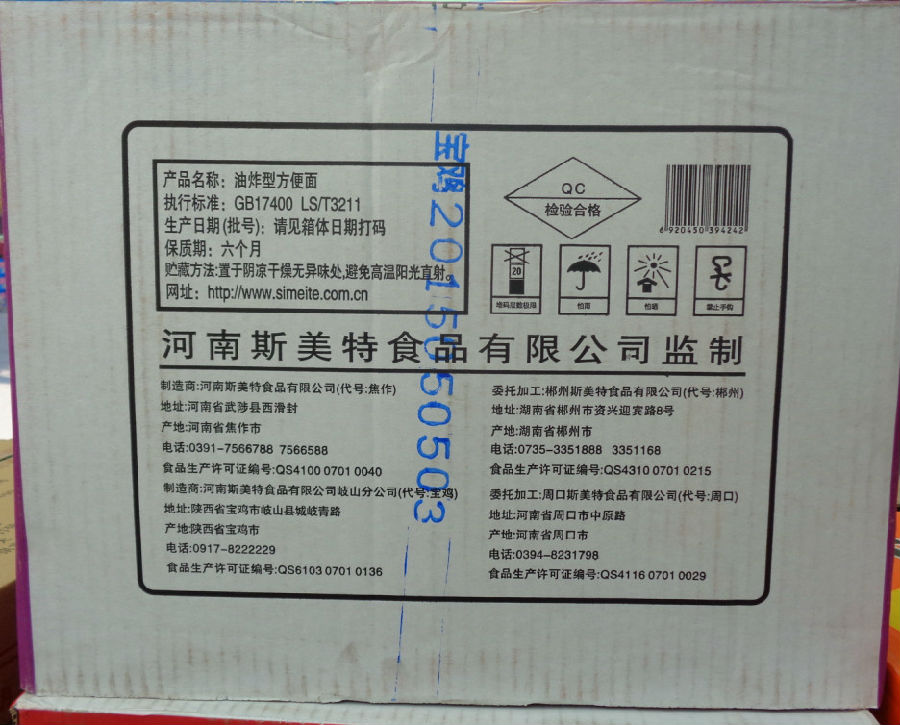 产品名称：油炸型方便面
执行标准：GB17400 LS/T3211
生产日期(批号)：请见箱体日期打码
保质期：六个月
贮藏方法:置于阴凉干燥无异味处,避免高温阳光直射。
网址：http://www.simeite.com.cn
宝鸡2015050503
QC
检验合格
6 920450 394242
20
堆码层数极限
怕雨
怕晒
禁止手钩
河南斯美特食品有限公司监制
制造商:河南斯美特食品有限公司(代号:焦作)
地址:河南省武涉县西滑封
产地:河南省焦作市
电话:0391-7566788 7566588
食品生产许可证编号:QS4100 0701 0040
制造商:河南斯美特食品有限公司岐山分公司(代号:宝鸡)
地址:陕西省宝鸡市岐山县城岐青路
产地:陕西省宝鸡市
电话:0917-8222229
食品生产许可证编号:QS6103 0701 0136
委托加工:郴州斯美特食品有限公司(代号:郴州)
地址:湖南省郴州市资兴迎宾路8号
产地:湖南省郴州市
电话:0735-3351888 3351168
食品生产许可证编号:QS4310 0701 0215
委托加工:周口斯美特食品有限公司(代号:周口)
地址:河南省周口市中原路
产地:河南省周口市
电话:0394-8231798
食品生产许可证编号:QS4116 0701 0029